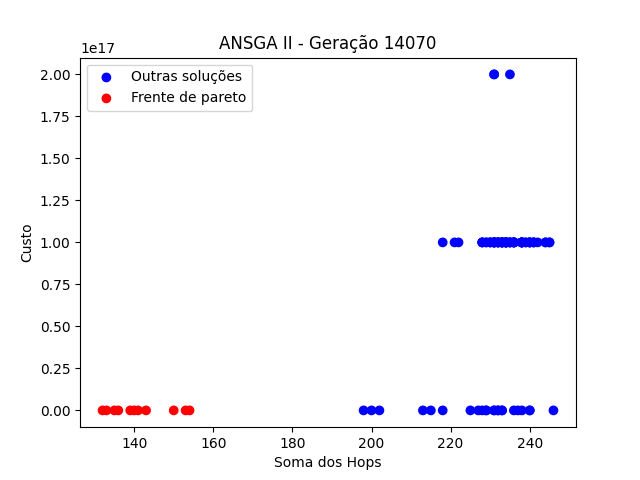 ANSGA II - Geração 14070
1e17
Outras soluções
Frente de pareto
2.00
1.75
1.50
1.25
1.00
0.75
0.50
0.25
0.00
Custo
140 160 180 200 220 240
Soma dos Hops